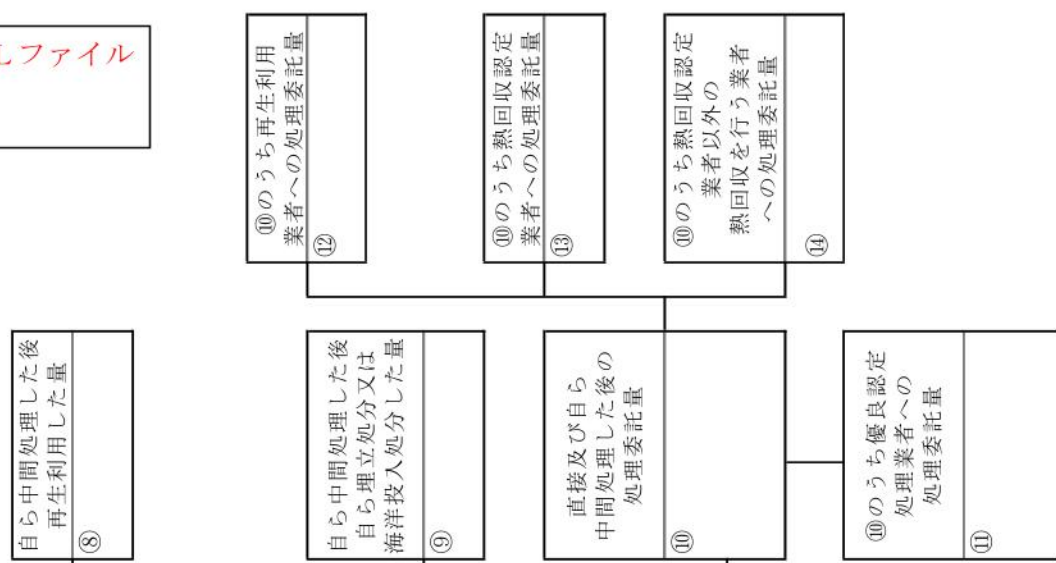 Lファイル
自ら中間処理した後
再生利用した量
⑧
自ら中間処理した後
自ら埋立処分又は
海洋投入処分した量
⑨
直接及び自ら
中間処理した後の
処理委託量
⑩
⑩のうち優良認定
処理業者への
処理委託量
⑪
⑩のうち再生利用
業者への処理委託量
⑫
⑩のうち熱回収認定
業者への処理委託量
⑬
⑩のうち熱回収認定
業者以外の
熱回収を行う業者
への処理委託量
⑭